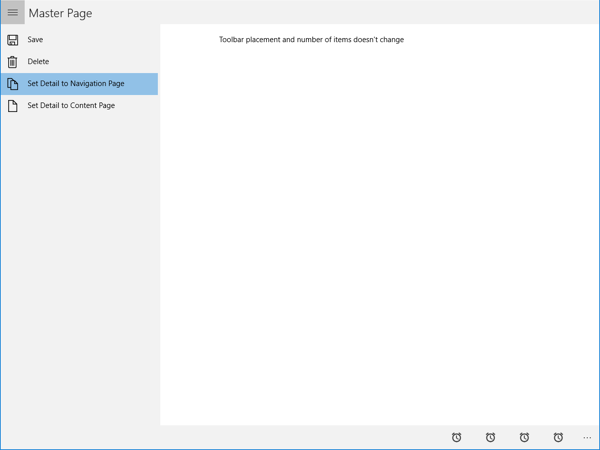 Master Page
Save
Toolbar placement and number of items doesn't change
Delete
Set Detail to Navigation Page
Set Detail to Content Page